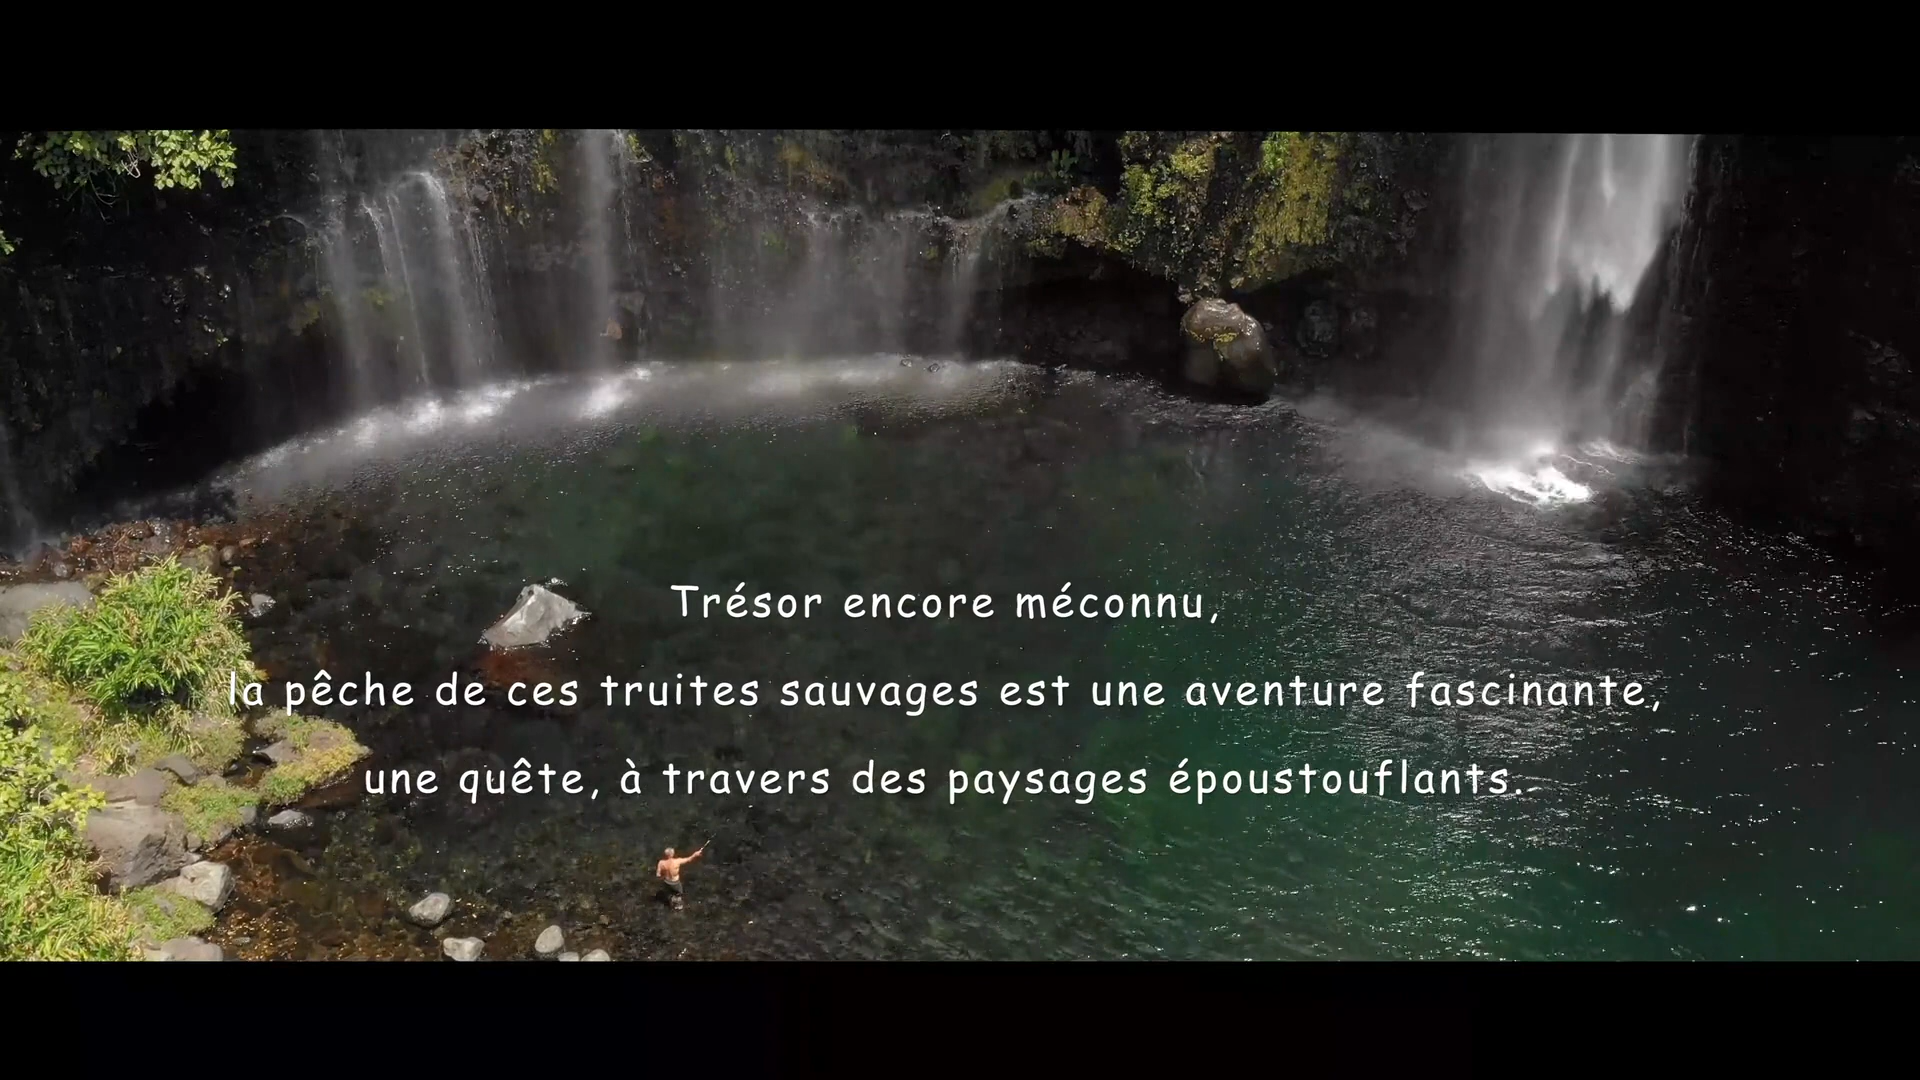 Trésor encore méconnu,
la pêche de ces truites sauvages est une aventure fascinante,
une quête, à travers des paysages époustouflants.